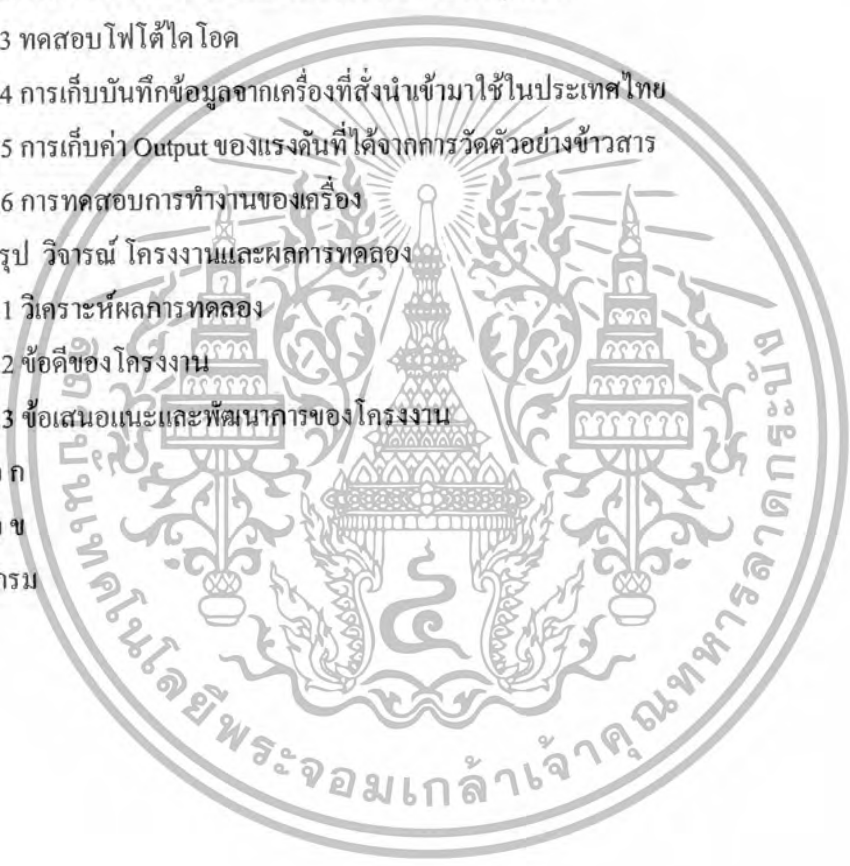 3 ทดสอบโฟโต้ไดโอด
4 การเก็บบันทึกข้อมูลจากเครื่องที่สั่งนำเข้ามาใช้ในประเทศไทย
5 การเก็บค่า Output ของแรงดันที่ได้จากการวัดตัวอย่างข้าวสาร
6 การทดสอบการทำงานของเครื่อง
รุป วิจารณ์ โครงงานและผลการทดลอง
1 วิเคราะห์ผลการทดลอง
2 ข้อดีของโครงงาน
3 ข้อเสนอแนะและพัฒนาการของโครงงาน
ก
ข
กรม
สถาบันเทคโนโลยีพระจอมเกล้าเจ้าคุณทหารลาดกระบัง